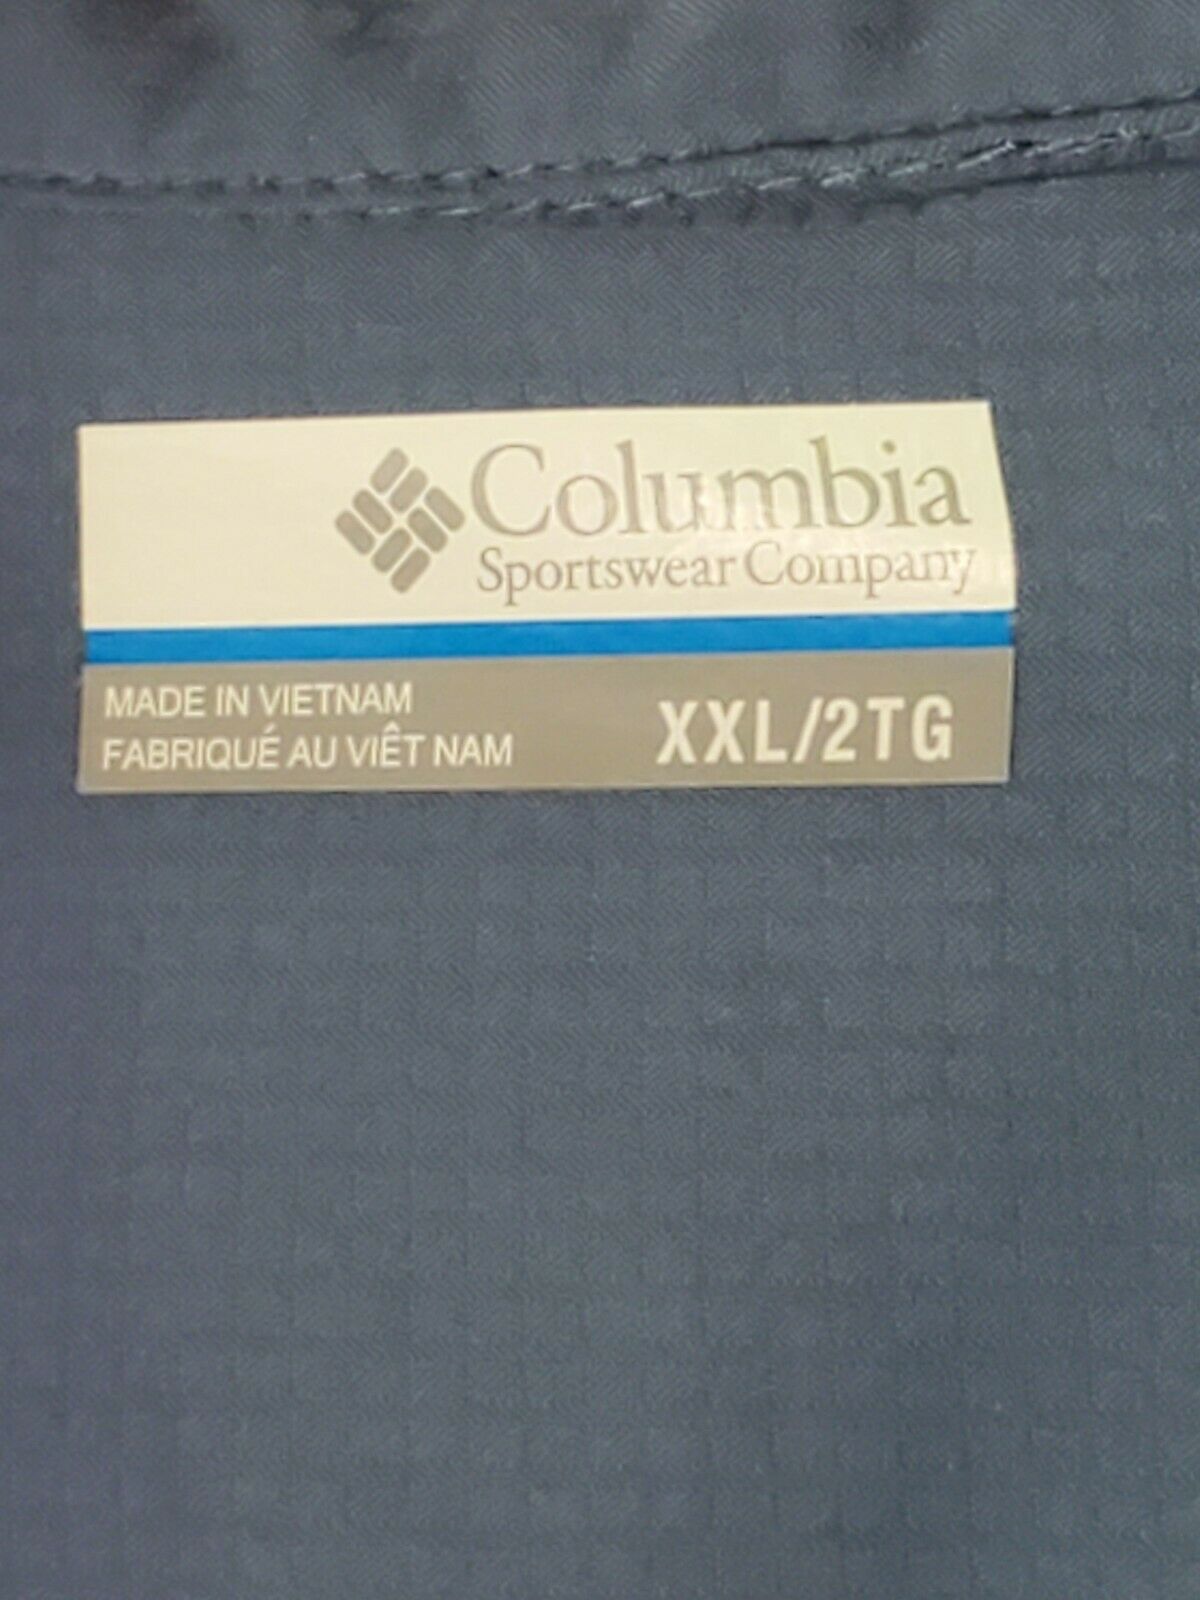 Columbia
Sportswear Company
MADE IN VIETNAM
FABRIQUÉ AU VIÊT NAM
XXL/2TG